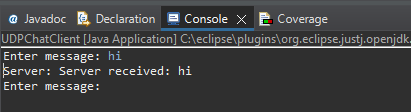 Javadoc Declaration Console Coverage
UDPChatClient [Java Application] C:\eclipse\plugins\org.eclipse.justj.openjdk.
Enter message: hi
Server: Server received: hi
Enter message: